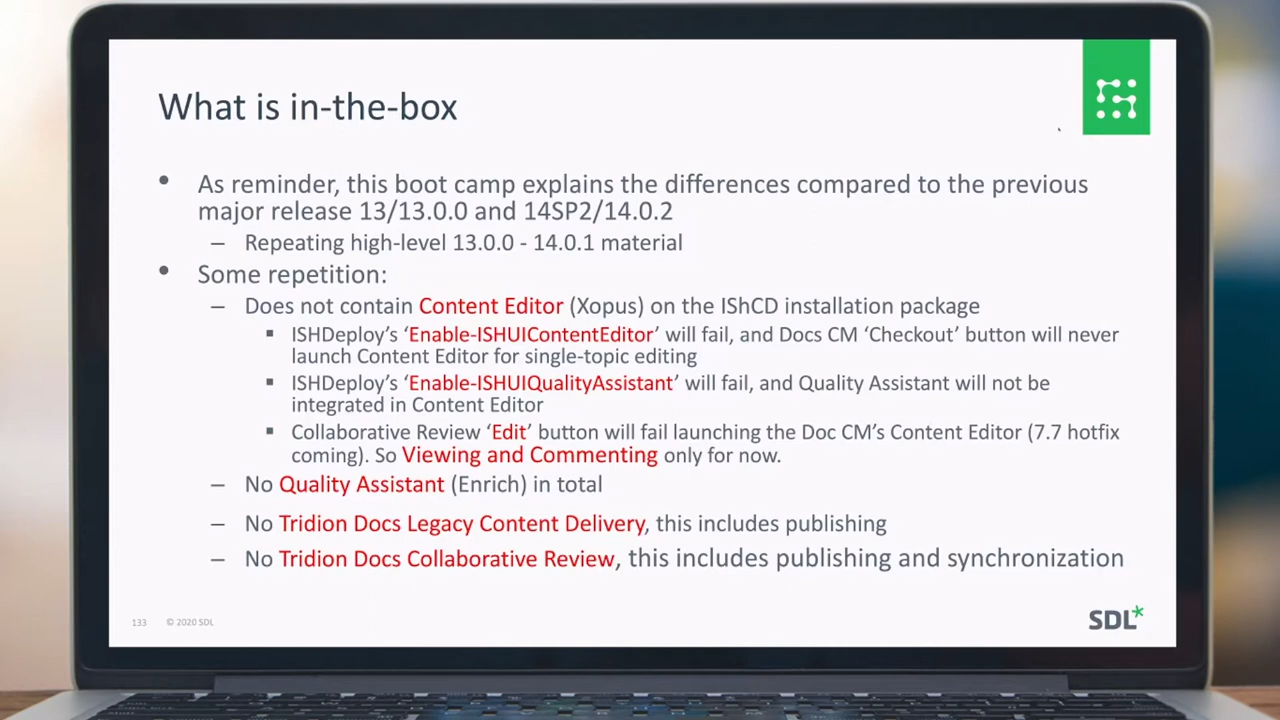 What is in-the-box
• As reminder, this boot camp explains the differences compared to the previous
major release 13/13.0.0 and 14SP2/14.0.2
– Repeating high-level 13.0.0 - 14.0.1 material
• Some repetition:
– Does not contain Content Editor (Xopus) on the IShCD installation package
▪ ISHDeploy’s ‘Enable-ISHUIContentEditor’ will fail, and Docs CM ‘Checkout’ button will never
launch Content Editor for single-topic editing
▪ ISHDeploy’s ‘Enable-ISHUIQualityAssistant’ will fail, and Quality Assistant will not be
integrated in Content Editor
▪ Collaborative Review ‘Edit’ button will fail launching the Doc CM’s Content Editor (7.7 hotfix
coming). So Viewing and Commenting only for now.
– No Quality Assistant (Enrich) in total
– No Tridion Docs Legacy Content Delivery, this includes publishing
– No Tridion Docs Collaborative Review, this includes publishing and synchronization
133 © 2020 SDL
SDL*